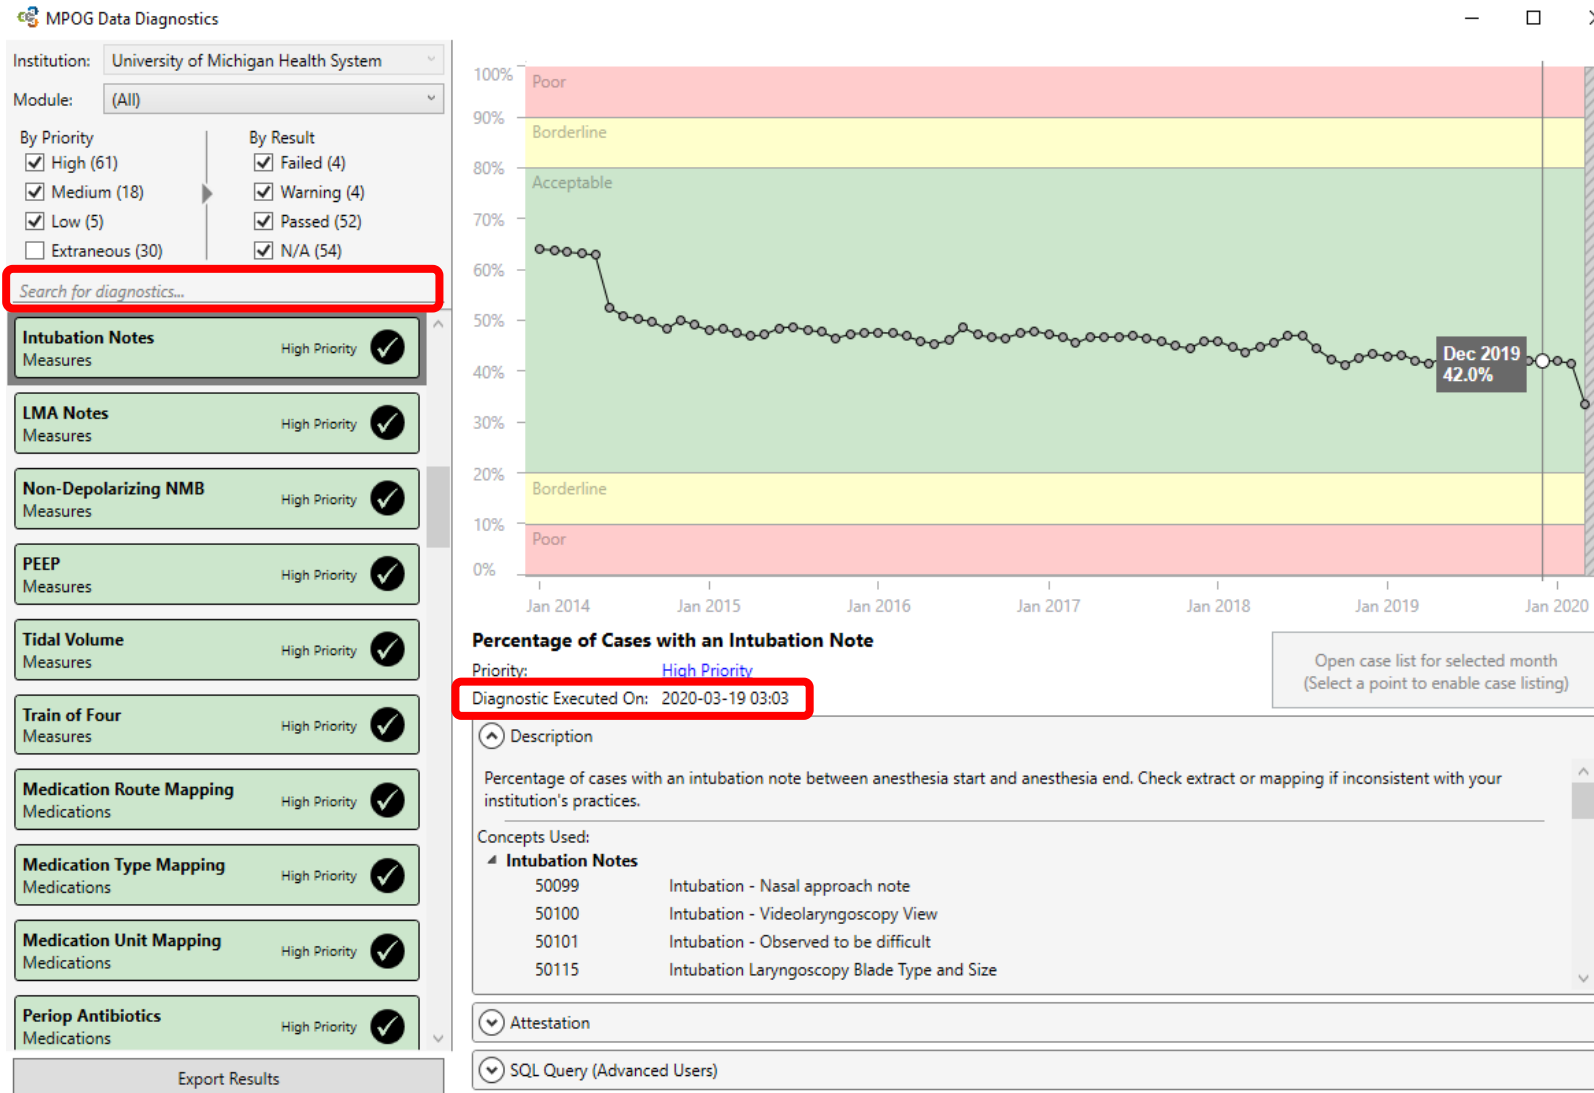 MPOG Data Diagnostics
Institution: University of Michigan Health System
Module: (All)
By Priority By Result
High (61) Failed (4)
Medium (18) Warning (4)
Low (5) Passed (52)
Extraneous (30) N/A (54)
Search for diagnostics...
Intubation Notes
Measures
High Priority
LMA Notes
Measures
High Priority
Non-Depolarizing NMB
Measures
High Priority
PEEP
Measures
High Priority
Tidal Volume
Measures
High Priority
Train of Four
Measures
High Priority
Medication Route Mapping
Medications
High Priority
Medication Type Mapping
Medications
High Priority
Medication Unit Mapping
Medications
High Priority
Periop Antibiotics
Medications
High Priority
Export Results
100%
Poor
90%
Borderline
80%
Acceptable
70%
60%
50%
Dec 2019
42.0%
40%
30%
20%
Borderline
10%
Poor
0%
Jan 2014 Jan 2015 Jan 2016 Jan 2017 Jan 2018 Jan 2019 Jan 2020
Percentage of Cases with an Intubation Note
Priority: High Priority
Diagnostic Executed On: 2020-03-19 03:03
Open case list for selected month
(Select a point to enable case listing)
Description
Percentage of cases with an intubation note between anesthesia start and anesthesia end. Check extract or mapping if inconsistent with your
institution's practices.
Concepts Used:
Intubation Notes
50099 Intubation - Nasal approach note
50100 Intubation - Videolaryngoscopy View
50101 Intubation - Observed to be difficult
50115 Intubation Laryngoscopy Blade Type and Size
Attestation
SQL Query (Advanced Users)